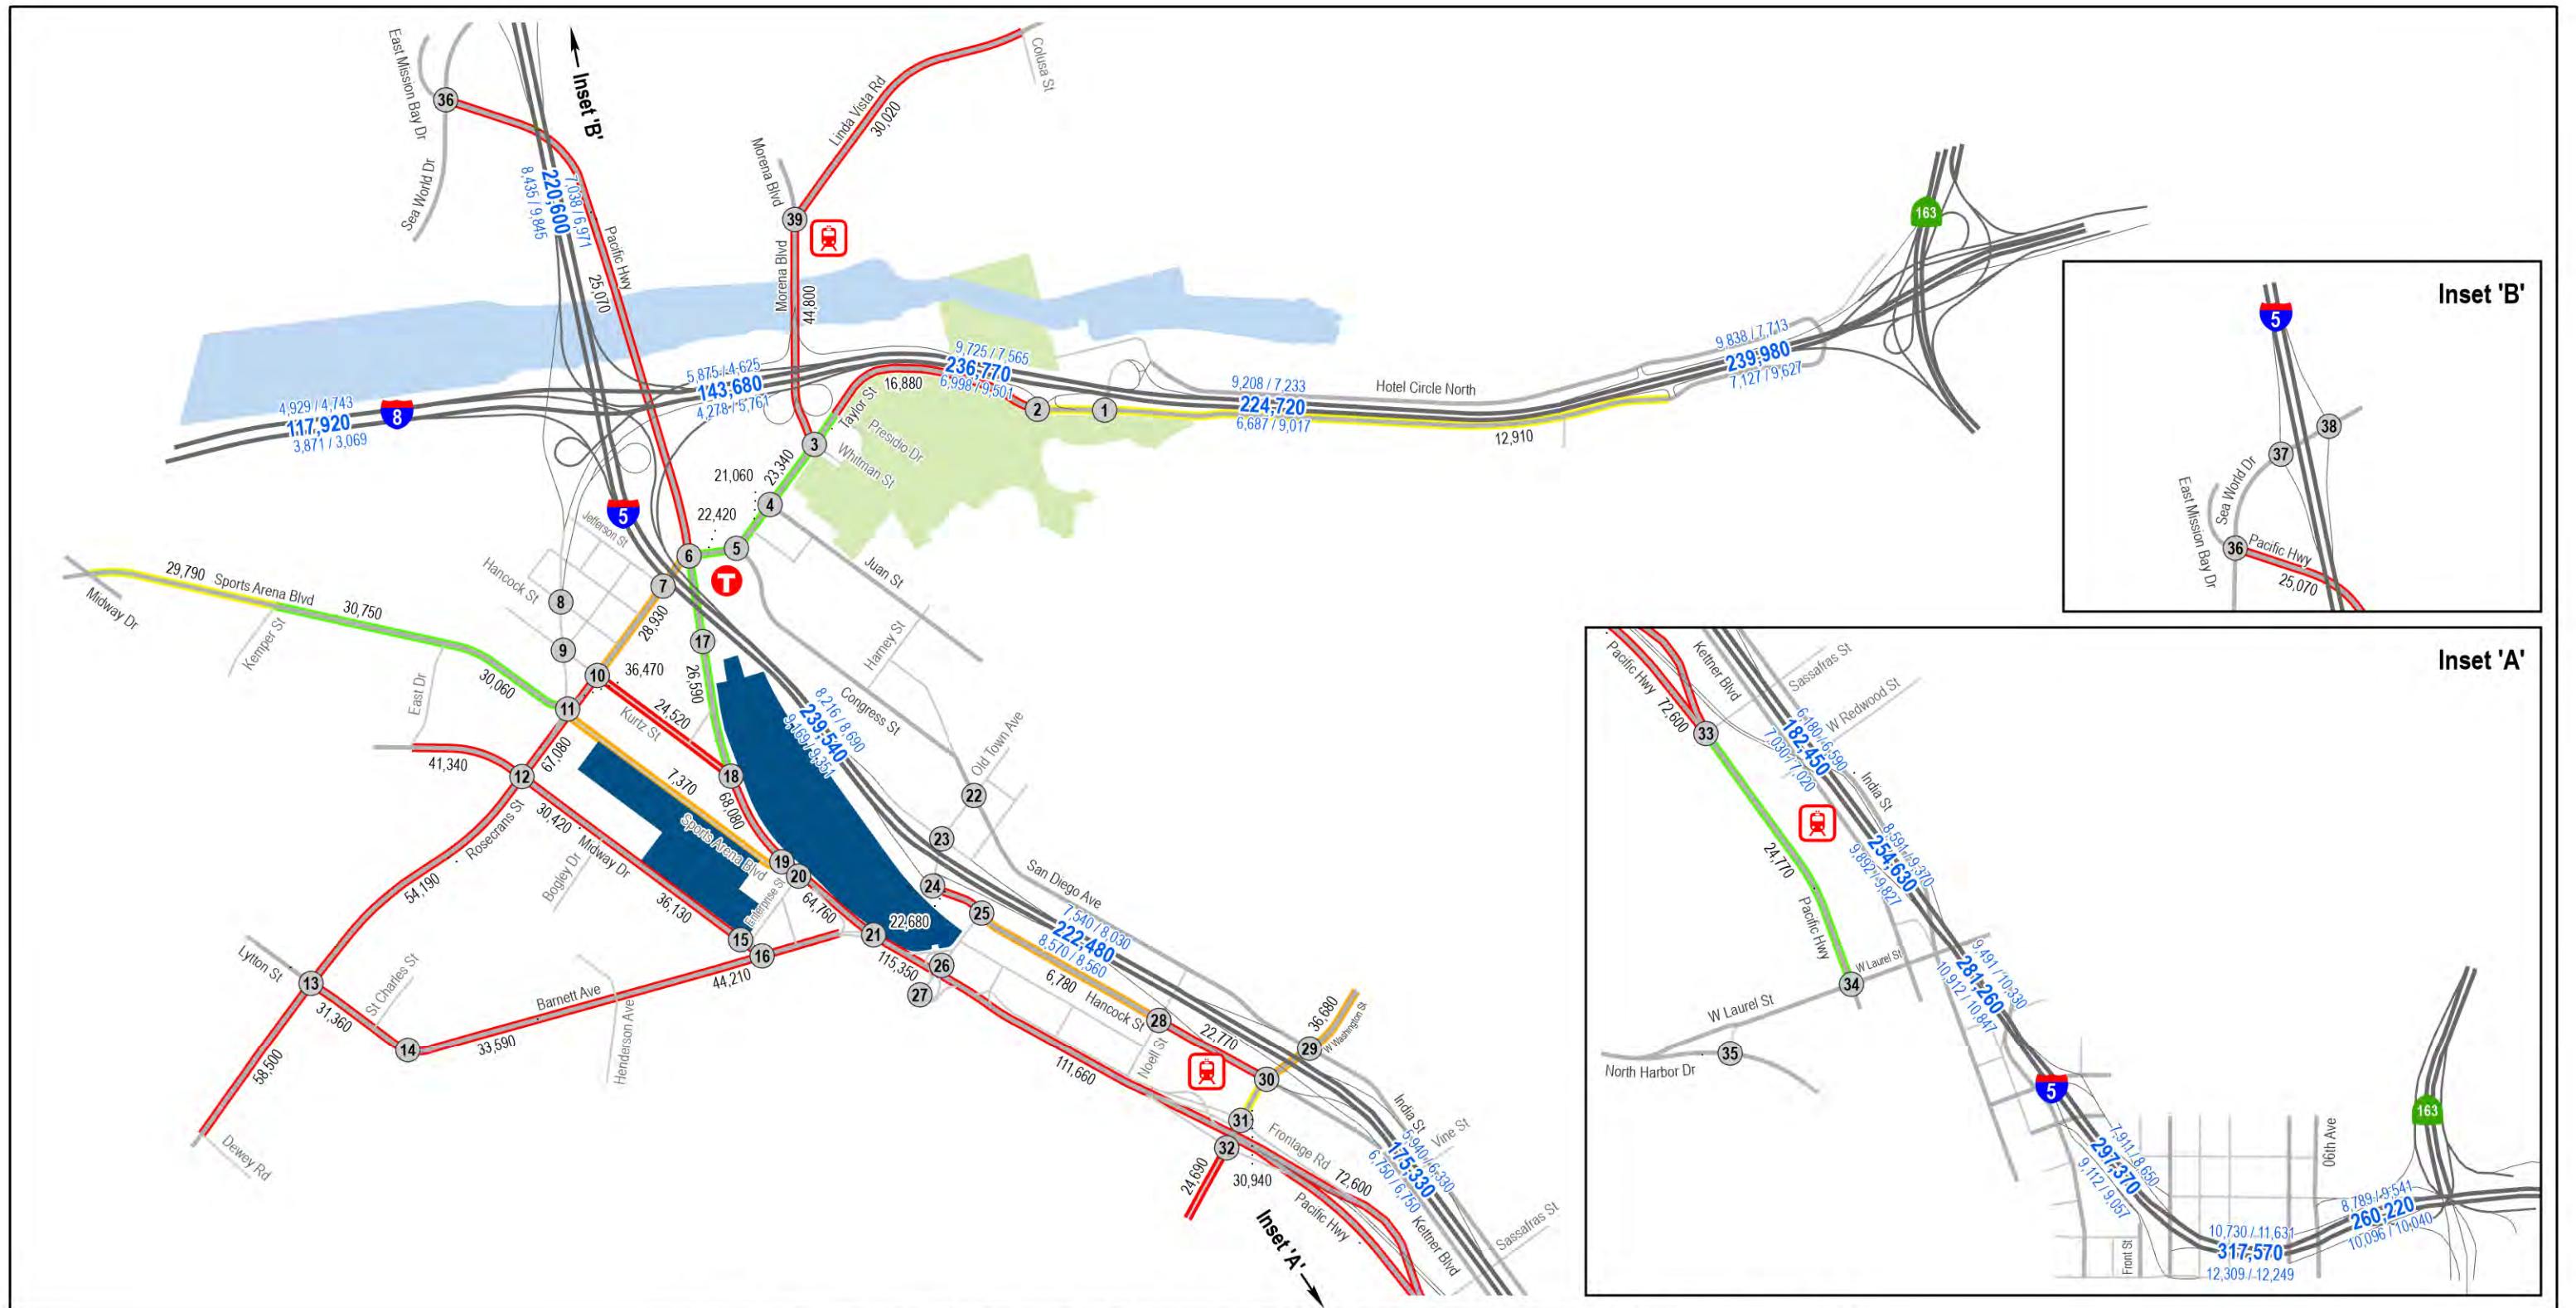 East Mission Bay Dr
36
Sea World Dr
Inset 'B'
220,600
7,038 / 6,971
8,435 / 9,845
Pacific Hwy
25,070
Colusa St
Linda Vista Rd
30,020
Morena Blvd
39
Morena Blvd
44,800
163
4,929 / 4,743
117,920
3,871 / 3,069
8
5,875 / 4,625
143,680
4,278 / 5,761
9,725 / 7,565
236,770
6,998 / 9,501
16,880
Taylor St
2
1
9,208 / 7,233
224,720
6,687 / 9,017
Hotel Circle North
9,838 / 7,713
239,980
7,127 / 9,627
12,910
3
Presidio Dr
Whitman St
23,340
21,060
4
22,420
5
6
5
Jefferson St
7
T
Juan St
Hancock St
8
28,930
9
17
10
36,470
26,590
Harney St
Congress St
Old Town Ave
29,790
Sports Arena Blvd
30,750
Midway Dr
Kemper St
30,060
East Dr
11
Kurtz St
24,520
18
8,216 / 8,690
239,540
9,169 / 9,351
22
23
41,340
12
67,080
7,370
Sports Arena Blvd
68,080
19
20
24
25
San Diego Ave
30,420
Midway Dr
Rosecrans St
Bogley Dr
54,190
36,130
Enterprise St
64,760
22,680
21
15
16
44,210
115,350
26
27
7,540 / 8,030
222,480
8,570 / 8,560
6,780
Hancock St
28
22,770
36,680
W Washington St
29
30
Lytton St
13
St Charles St
31,360
14
33,590
Barnett Ave
Henderson Ave
58,500
Dewey Rd
111,660
Noell St
31
32
24,690
30,940
Frontage Rd
72,600
Pacific Hwy
India St
Vine St
5,940 / 6,330
175,330
6,750 / 6,750
Kettner Blvd
Sassafras St
Inset 'A'
Inset 'B'
5
38
37
Sea World Dr
East Mission Bay Dr
36
Pacific Hwy
25,070
Inset 'A'
Pacific Hwy
72,600
Kettner Blvd
33
Sassafras St
W Redwood St
6,180 / 6,590
182,450
7,030 / 7,020
India St
8,591 / 9,370
254,630
9,892 / 9,827
24,770
Pacific Hwy
W Laurel St
34
W Laurel St
35
North Harbor Dr
9,491 / 10,330
281,260
10,912 / 10,847
5
7,911 / 8,650
297,370
9,112 / 9,057
06th Ave
163
8,789 / 9,541
260,220
10,096 / 10,040
10,730 / 11,631
317,570
12,309 / 12,249
Front St